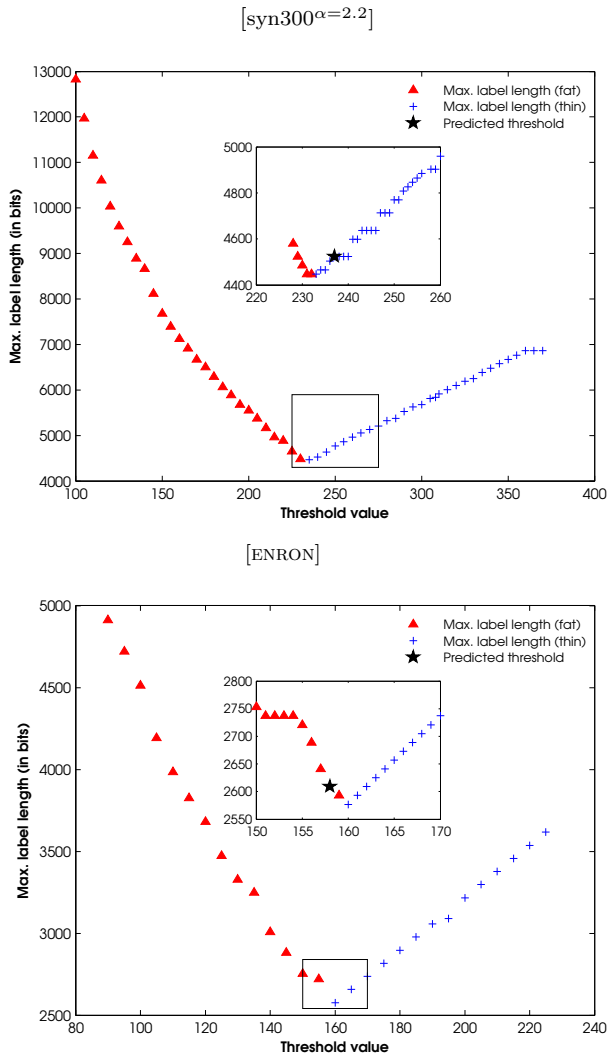 [syn300^{α=2.2}]
13000
12000
11000
10000
9000
8000
7000
6000
5000
4000
Max. label length (in bits)
Max. label length (fat)
Max. label length (thin)
Predicted threshold
5000
4800
4600
4400
220 230 240 250 260
100 150 200 250 300 350 400
Threshold value
[ENRON]
5000
4500
4000
3500
3000
2500
Max. label length (in bits)
Max. label length (fat)
Max. label length (thin)
Predicted threshold
2800
2750
2700
2650
2600
2550
150 155 160 165 170
80 100 120 140 160 180 200 220 240
Threshold value